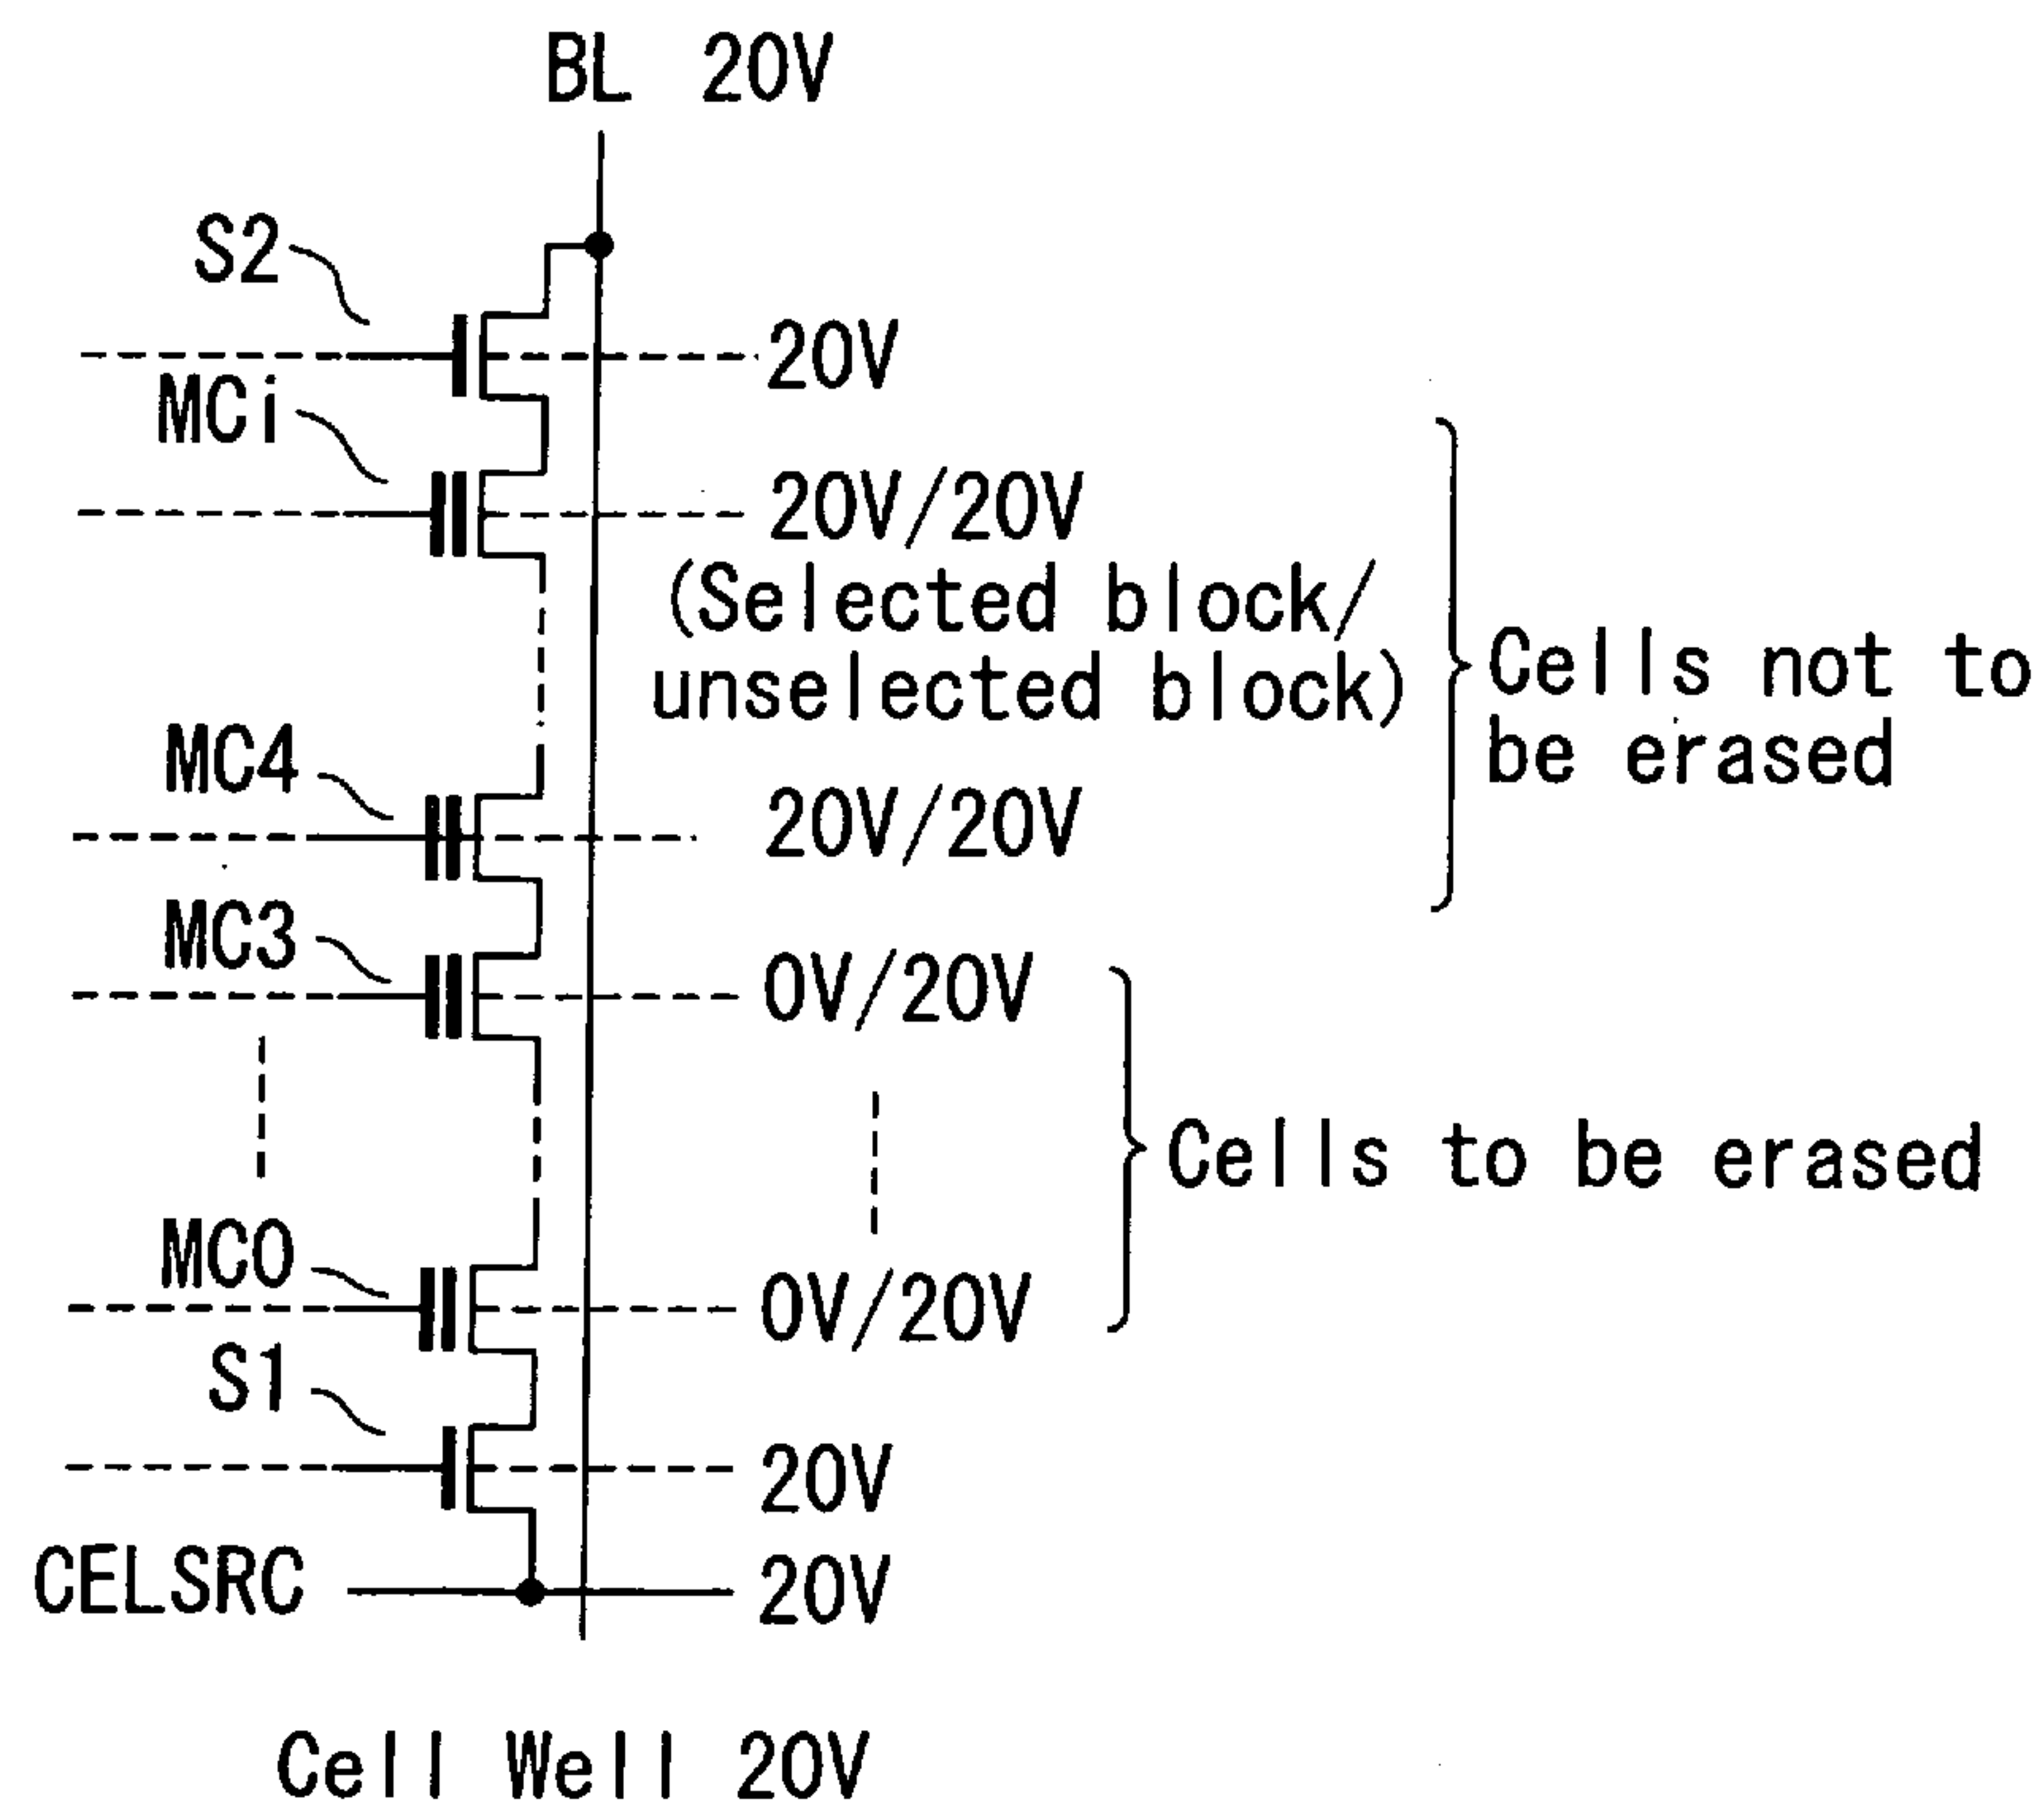 BL 20V
S2
20V
MCi
20V/20V
(Selected block/
unselected block)
Cells not to
be erased
MC4
20V/20V
MC3
0V/20V
Cells to be erased
MC0
0V/20V
S1
20V
CELSRC
20V
Cell Well 20V